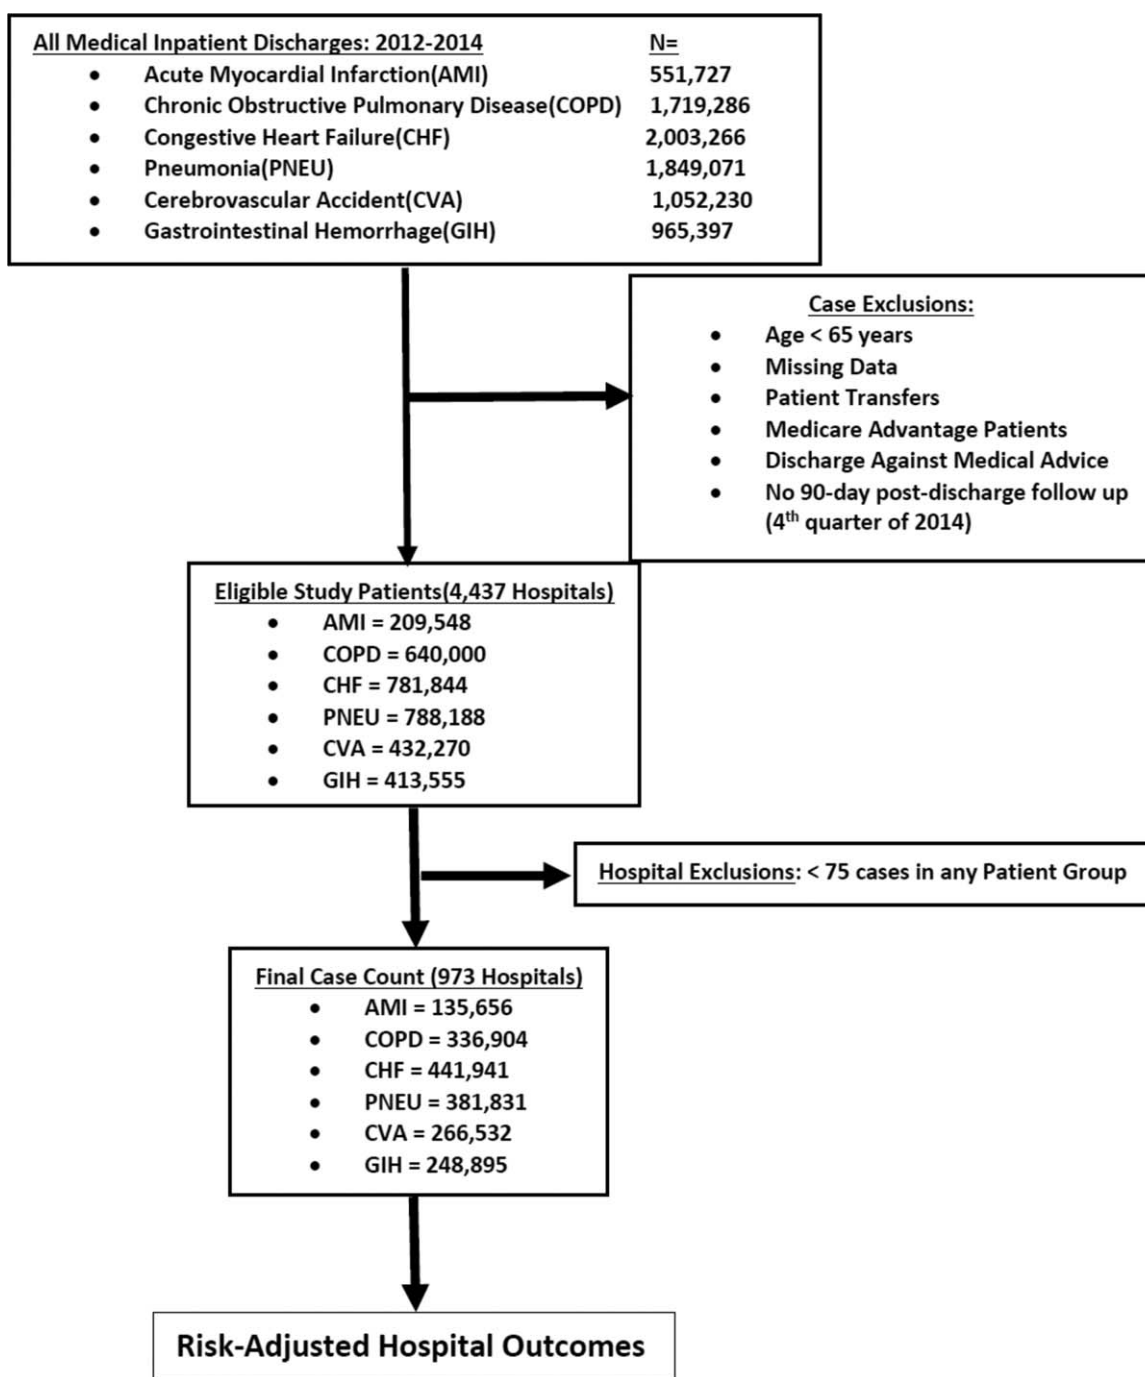 All Medical Inpatient Discharges: 2012-2014 N=
• Acute Myocardial Infarction(AMI) 551,727
• Chronic Obstructive Pulmonary Disease(COPD) 1,719,286
• Congestive Heart Failure(CHF) 2,003,266
• Pneumonia(PNEU) 1,849,071
• Cerebrovascular Accident(CVA) 1,052,230
• Gastrointestinal Hemorrhage(GIH) 965,397
Case Exclusions:
• Age < 65 years
• Missing Data
• Patient Transfers
• Medicare Advantage Patients
• Discharge Against Medical Advice
• No 90-day post-discharge follow up
(4th quarter of 2014)
Eligible Study Patients(4,437 Hospitals)
• AMI = 209,548
• COPD = 640,000
• CHF = 781,844
• PNEU = 788,188
• CVA = 432,270
• GIH = 413,555
Hospital Exclusions: < 75 cases in any Patient Group
Final Case Count (973 Hospitals)
• AMI = 135,656
• COPD = 336,904
• CHF = 441,941
• PNEU = 381,831
• CVA = 266,532
• GIH = 248,895
Risk-Adjusted Hospital Outcomes